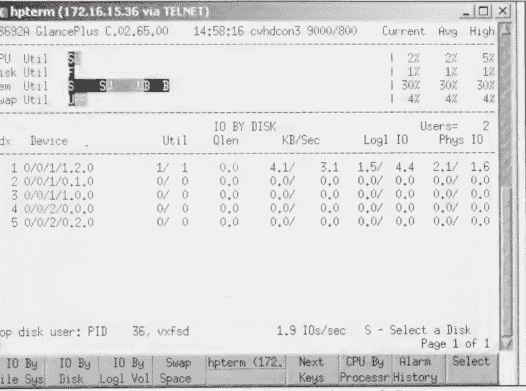 hpterm (172.16.15.36 via TELNET)
3692A GlancePlus C.02.65.00 14:58:16 cvhdcon3 9000/800 Current Avg High
PU Util S | 2% 2% 5%
isk Util F | 1% 1% 1%
em Util S SU UB B | 30% 30% 30%
wap Util U | 4% 4% 4%
IO BY DISK Users= 2
dx Device Util Qlen KB/Sec Logl IO Phys IO
1 0/0/1/1.2.0 1/ 1 0.0 4.1/ 3.1 1.5/ 4.4 2.1/ 1.6
2 0/0/1/0.1.0 0/ 0 0.0 0.0/ 0.0 0.0/ 0.0 0.0/ 0.0
3 0/0/1/1.0.0 0/ 0 0.0 0.0/ 0.0 0.0/ 0.0 0.0/ 0.0
4 0/0/2/0.0.0 0/ 0 0.0 0.0/ 0.0 0.0/ 0.0 0.0/ 0.0
5 0/0/2/0.2.0 0/ 0 0.0 0.0/ 0.0 0.0/ 0.0 0.0/ 0.0
op disk user: PID 36, vxfsd 1.9 IOs/sec S - Select a Disk
Page 1 of 1
IO By IO By IO By Swap hpterm (172. Next CPU By Alarm Select
ile Sys Disk Logl Vol Space Keys Processr History